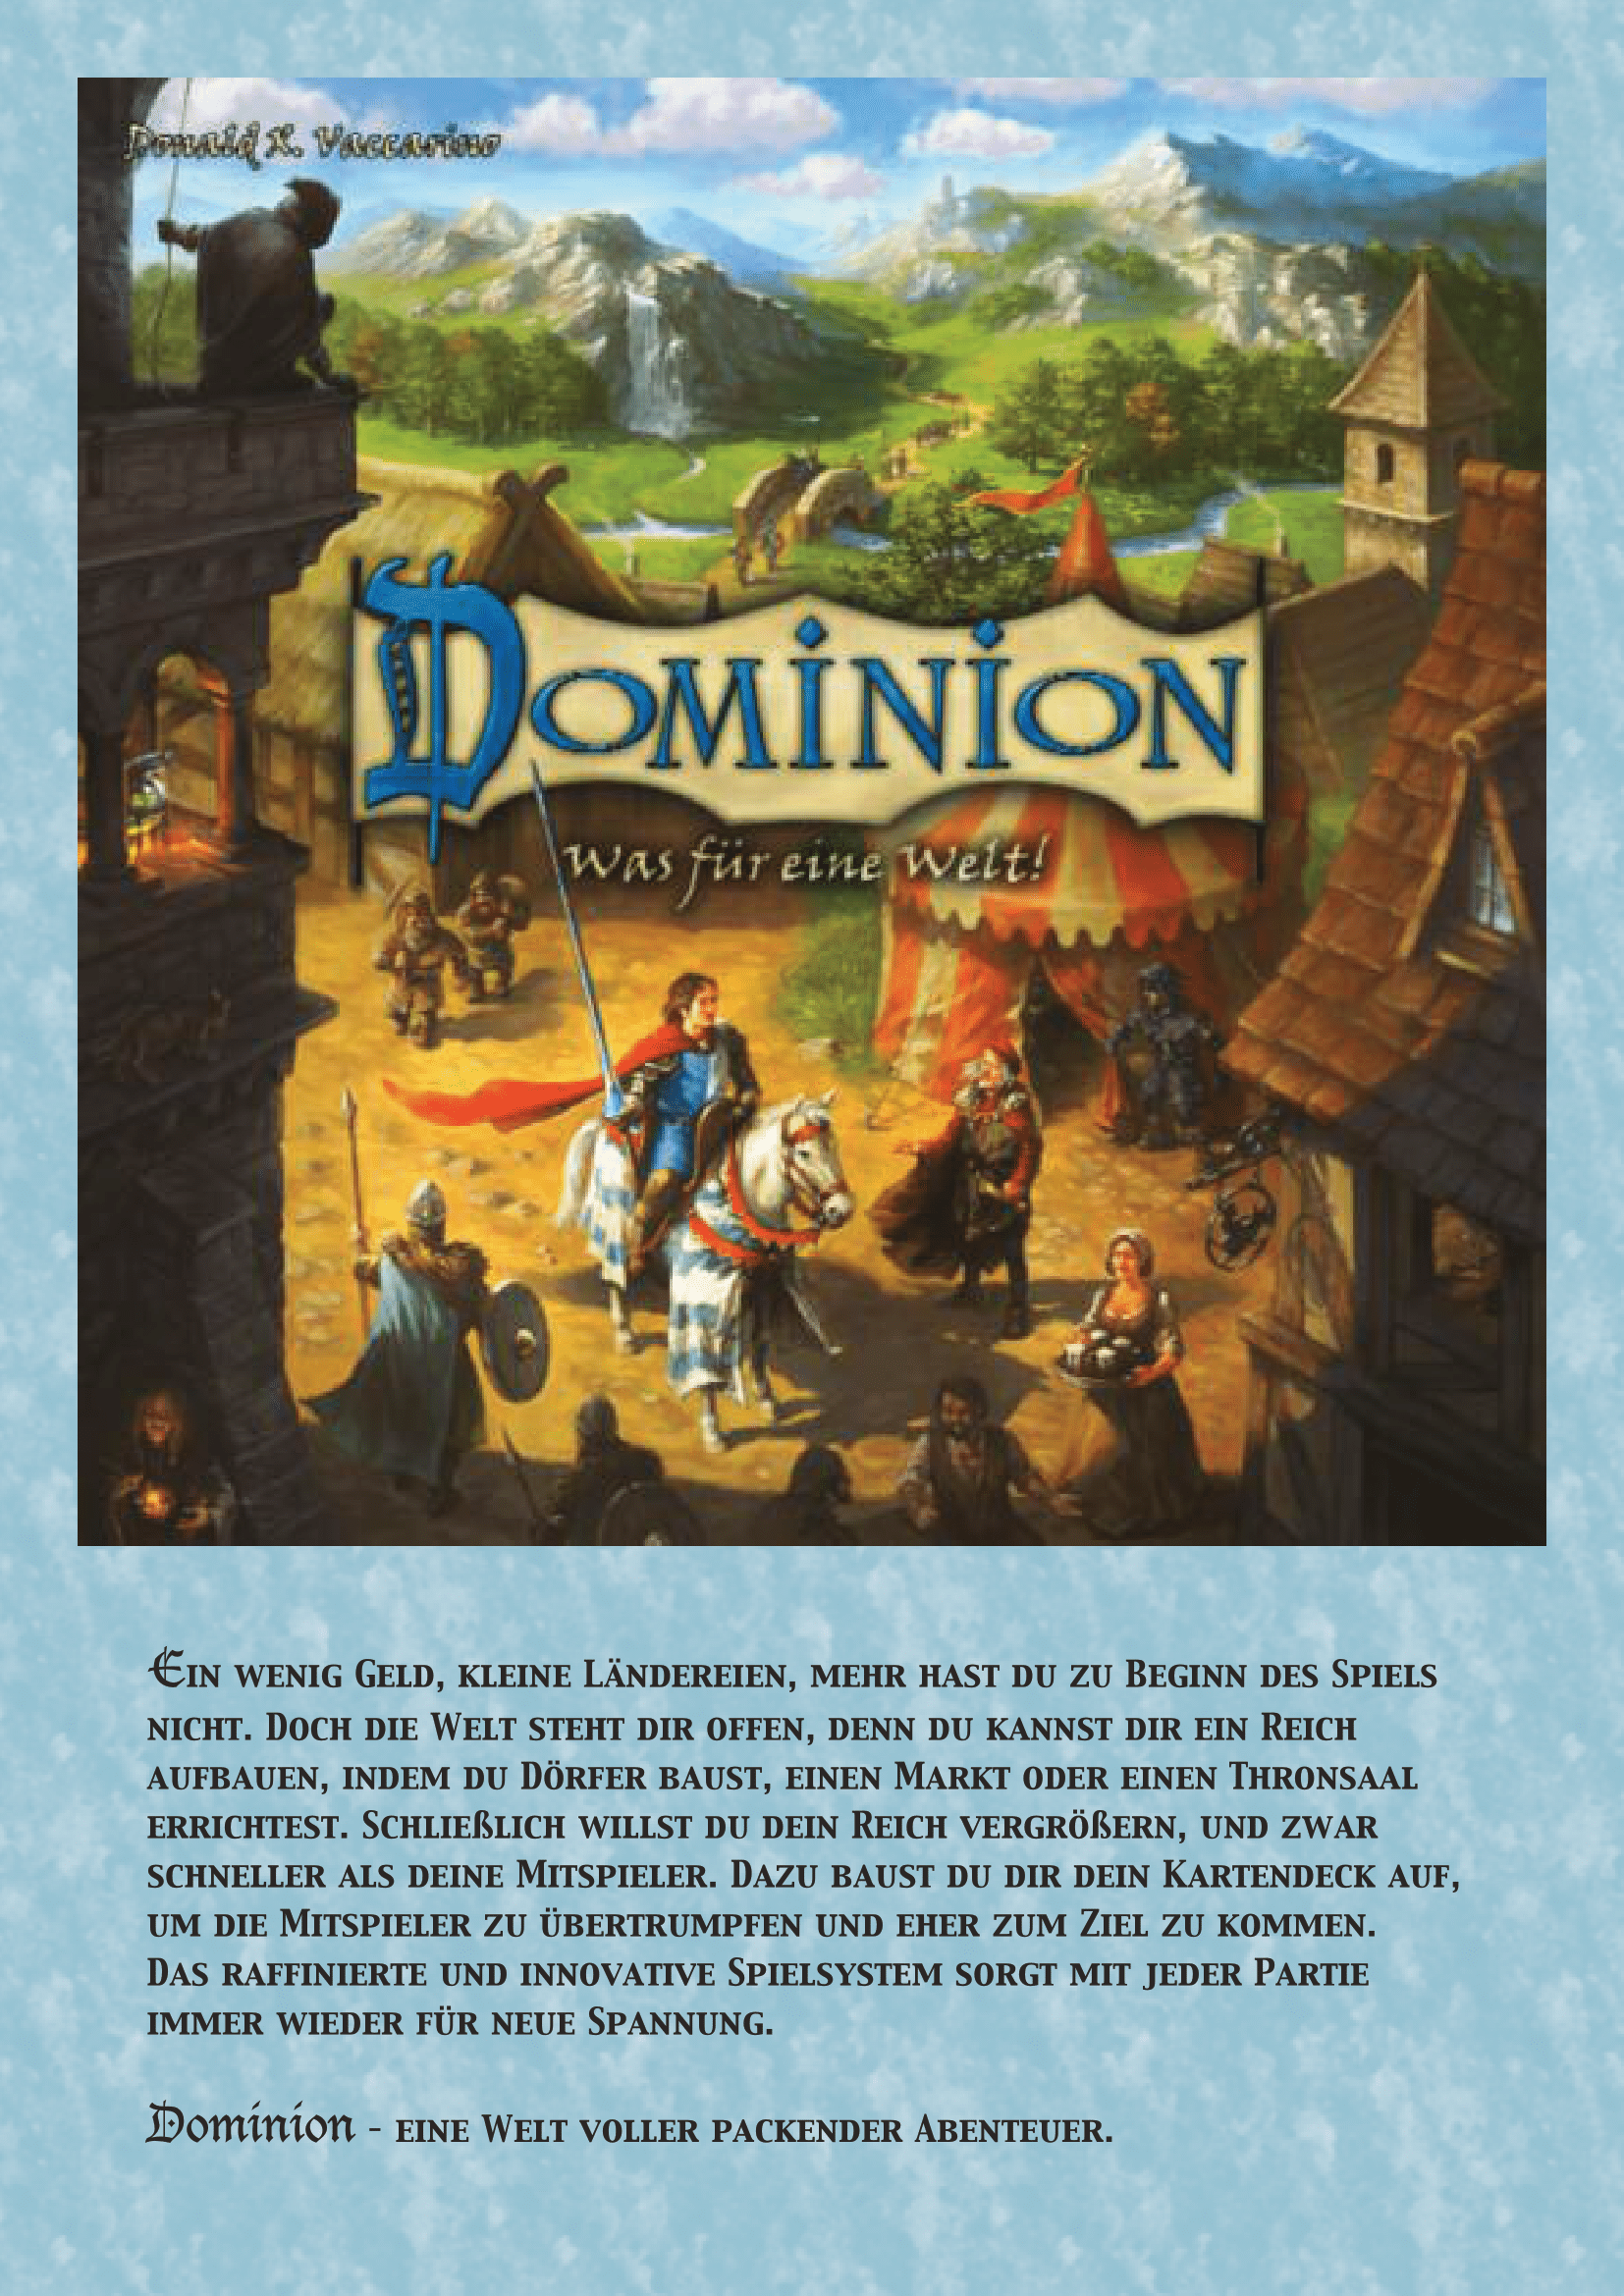 Donald X. Vaccarino
DOMINION
Was für eine Welt!
Ein wenig Geld, kleine Ländereien, mehr hast du zu Beginn des Spiels
nicht. Doch die Welt steht dir offen, denn du kannst dir ein Reich
aufbauen, indem du Dörfer baust, einen Markt oder einen Thronsaal
errichtest. Schließlich willst du dein Reich vergrößern, und zwar
schneller als deine Mitspieler. Dazu baust du dir dein Kartendeck auf,
um die Mitspieler zu übertrumpfen und eher zum Ziel zu kommen.
Das raffinierte und innovative Spielsystem sorgt mit jeder Partie
immer wieder für neue Spannung.
Dominion - eine Welt voller packender Abenteuer.